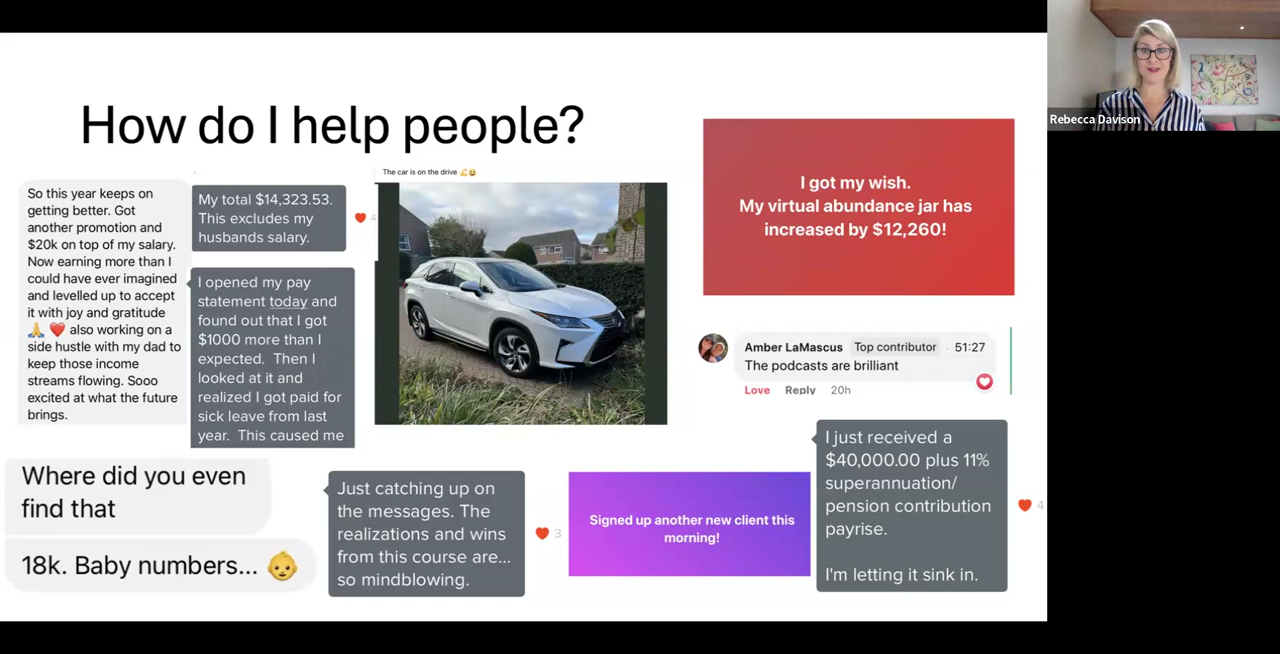 How do I help people?
Rebecca Davison
So this year keeps on
getting better. Got
another promotion and
$20k on top of my salary.
Now earning more than I
could have ever imagined
and levelled up to accept
it with joy and gratitude
🙏 ❤️ also working on a
side hustle with my dad to
keep those income
streams flowing. Sooo
excited at what the future
brings.
My total $14,323.53.
This excludes my
husbands salary.
4
I opened my pay
statement today and
found out that I got
$1000 more than I
expected. Then I
looked at it and
realized I got paid for
sick leave from last
year. This caused me
The car is on the drive 💪😆
I got my wish.
My virtual abundance jar has
increased by $12,260!
Amber LaMascus Top contributor · 51:27
The podcasts are brilliant
Love Reply 20h
Where did you even
find that
18k. Baby numbers... 👶
Just catching up on
the messages. The
realizations and wins
from this course are...
so mindblowing.
3
Signed up another new client this
morning!
I just received a
$40,000.00 plus 11%
superannuation/
pension contribution
payrise.
I'm letting it sink in.
4